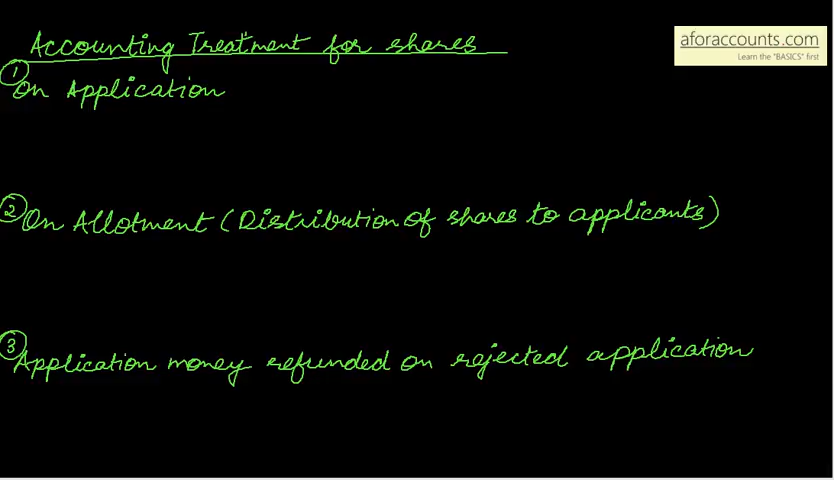 Accounting Treatment for shares
aforaccounts.com
Learn the "BASICS" first
① On Application
② On Allotment (Distribution of shares to applicants)
③ Application money refunded on rejected application